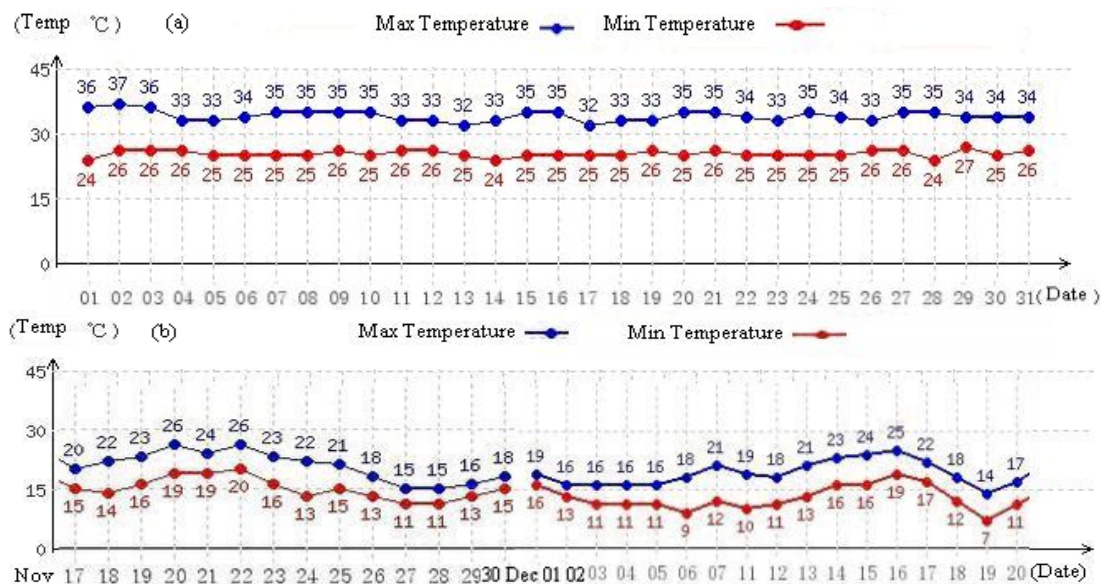 (Temp ℃) (a) Max Temperature Min Temperature
45
36 37 36 33 33 34 35 35 35 35 33 33 32 33 35 35 32 33 33 35 35 34 33 35 34 33 35 35 34 34 34
30
24 26 26 26 25 25 25 25 26 25 26 26 25 24 25 25 25 25 26 25 26 25 25 25 25 26 26 24 27 25 26
15
0
01 02 03 04 05 06 07 08 09 10 11 12 13 14 15 16 17 18 19 20 21 22 23 24 25 26 27 28 29 30 31 (Date)
(Temp ℃) (b) Max Temperature Min Temperature
45
30
20 22 23 26 24 26 23 22 21 18 15 15 16 18 19 16 16 16 16 18 21 19 18 21 23 24 25 22 18 14 17
15
15 14 16 19 19 20 16 13 15 13 11 11 13 15 16 13 11 11 11 9 12 10 11 13 16 16 19 17 12 7 11
0
(Date)
Nov 17 18 19 20 21 22 23 24 25 26 27 28 29 30 Dec 01 02 03 04 05 06 07 11 12 13 14 15 16 17 18 19 20